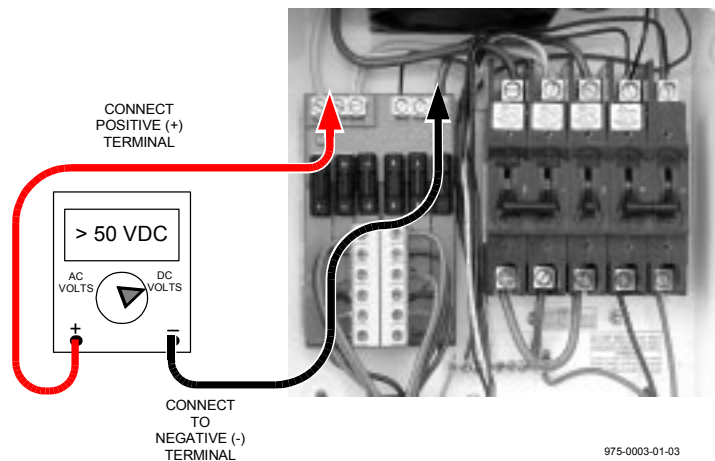 CONNECT
POSITIVE (+)
TERMINAL
> 50 VDC
AC
VOLTS
DC
VOLTS
+
–
CONNECT
TO
NEGATIVE (-)
TERMINAL
975-0003-01-03